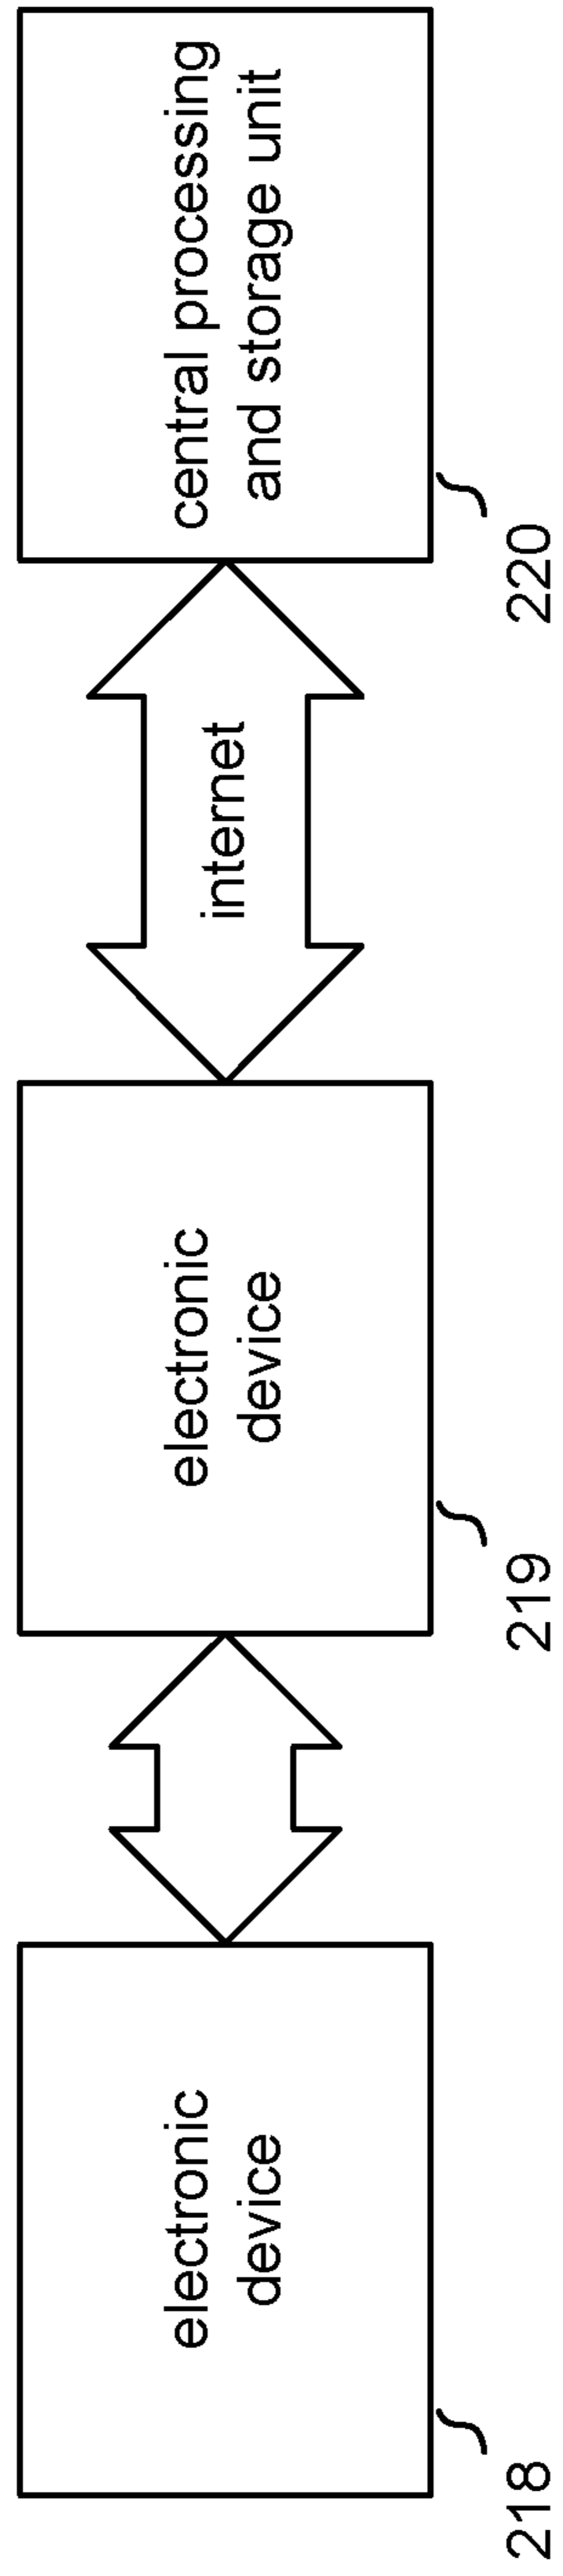 electronic
device
218
electronic
device
219
internet
central processing
and storage unit
220